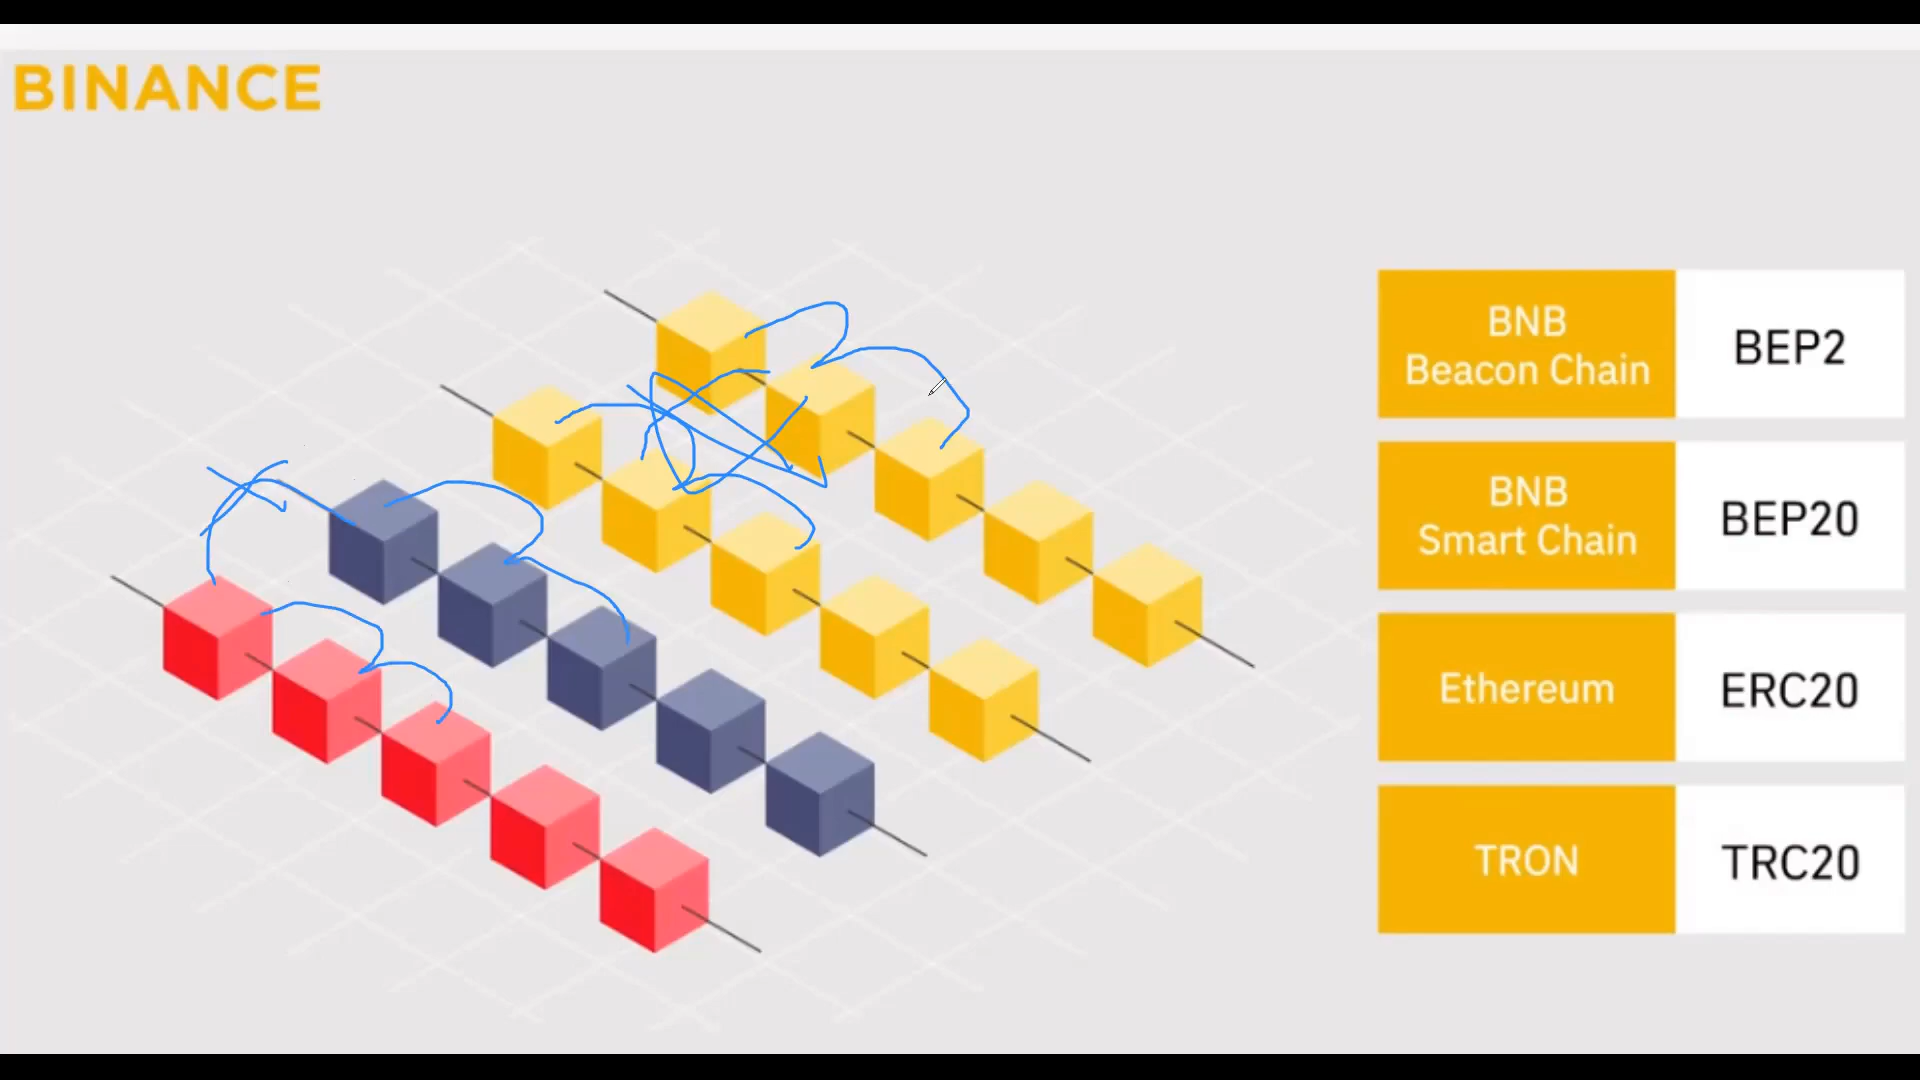 BINANCE
BNB
Beacon Chain
BEP2
BNB
Smart Chain
BEP20
Ethereum
ERC20
TRON
TRC20